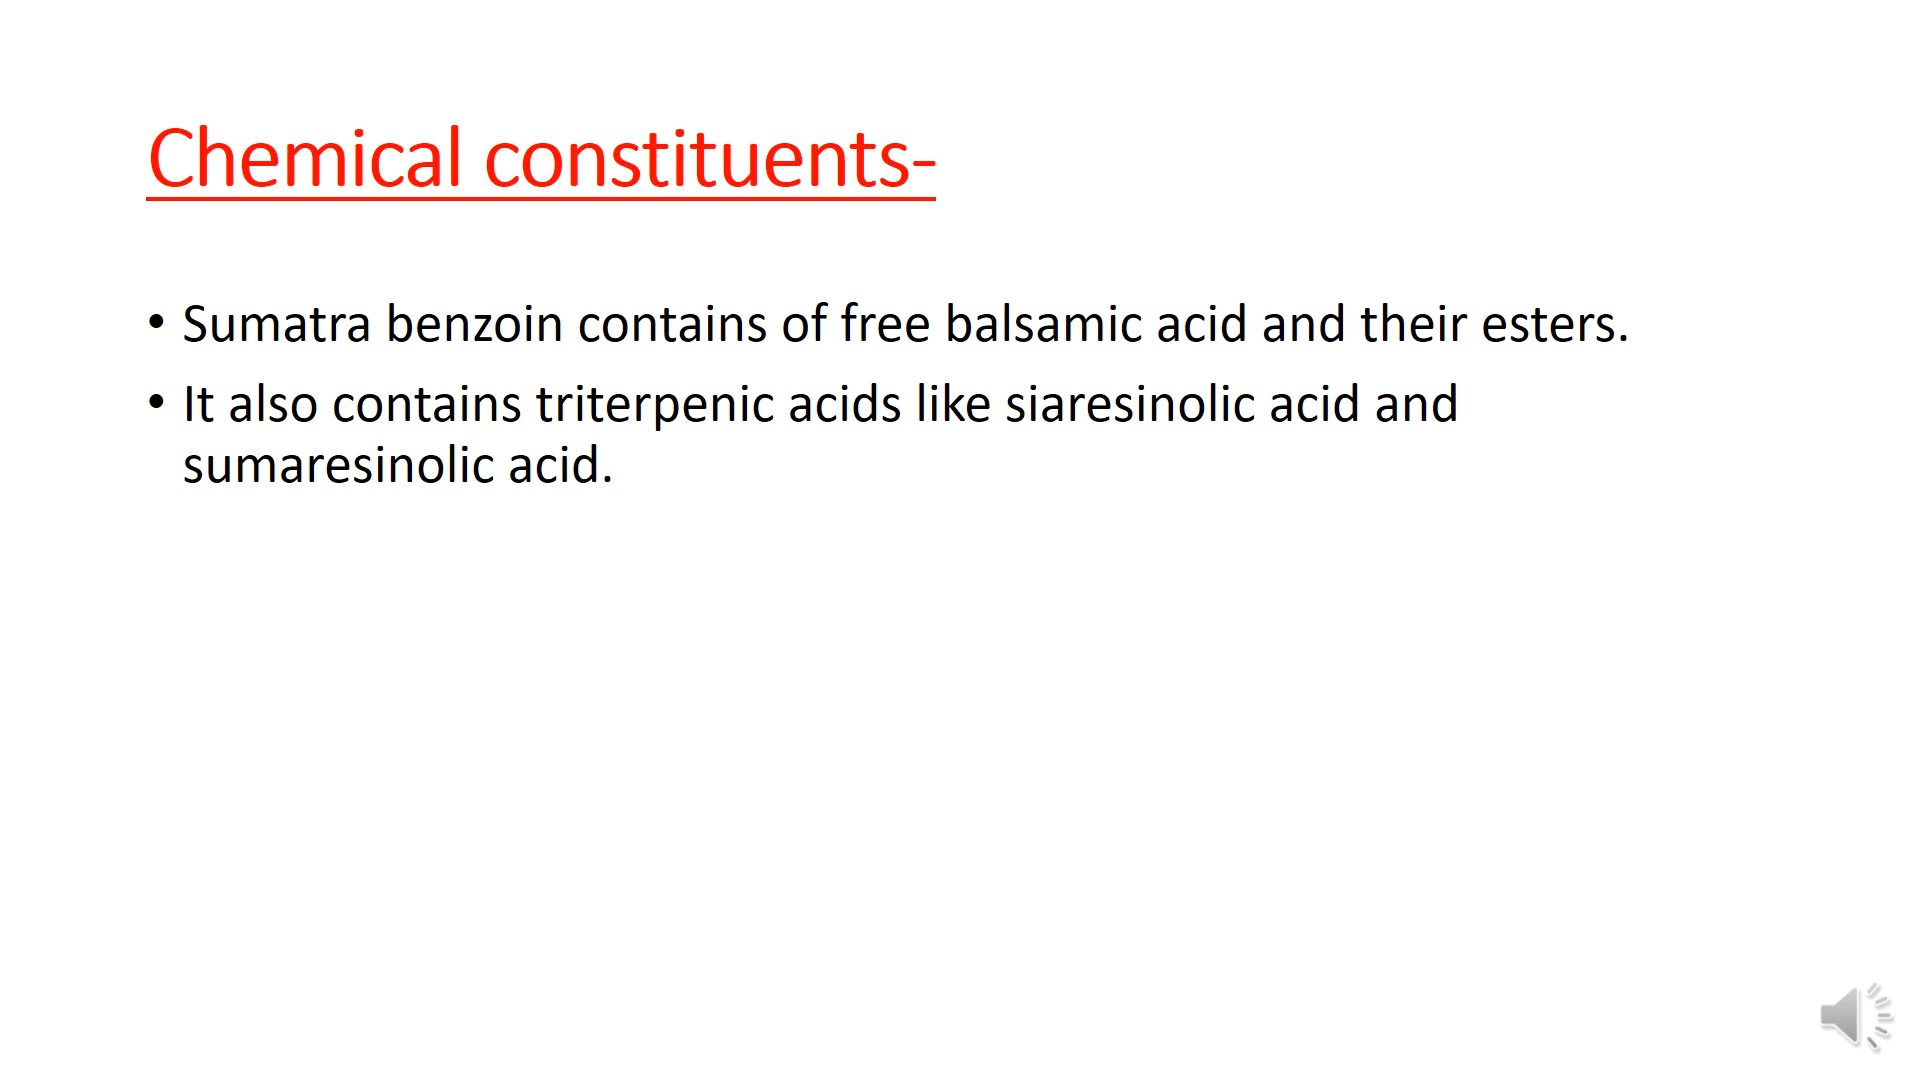 Chemical constituents-
• Sumatra benzoin contains of free balsamic acid and their esters.
• It also contains triterpenic acids like siaresinolic acid and
sumaresinolic acid.